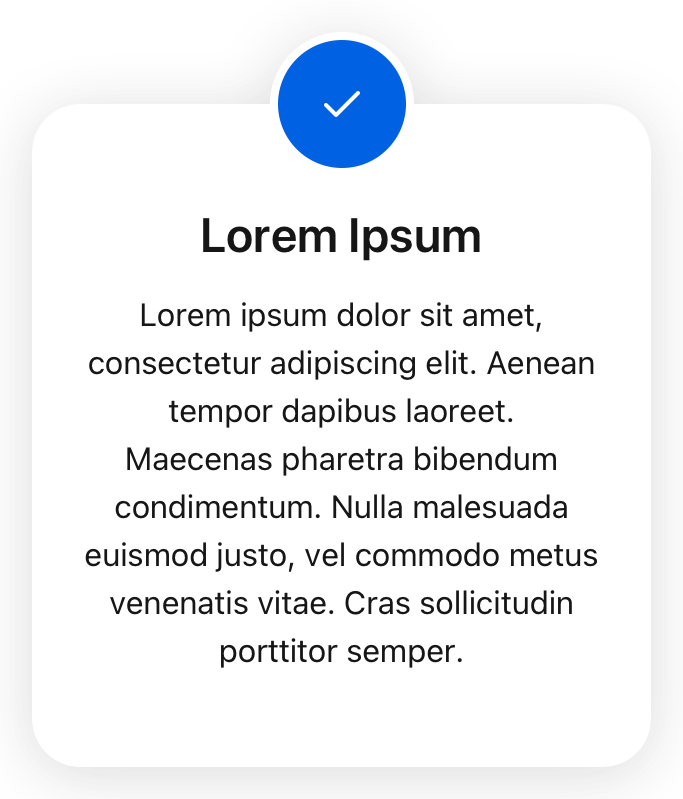 Lorem Ipsum
Lorem ipsum dolor sit amet,
consectetur adipiscing elit. Aenean
tempor dapibus laoreet.
Maecenas pharetra bibendum
condimentum. Nulla malesuada
euismod justo, vel commodo metus
venenatis vitae. Cras sollicitudin
porttitor semper.